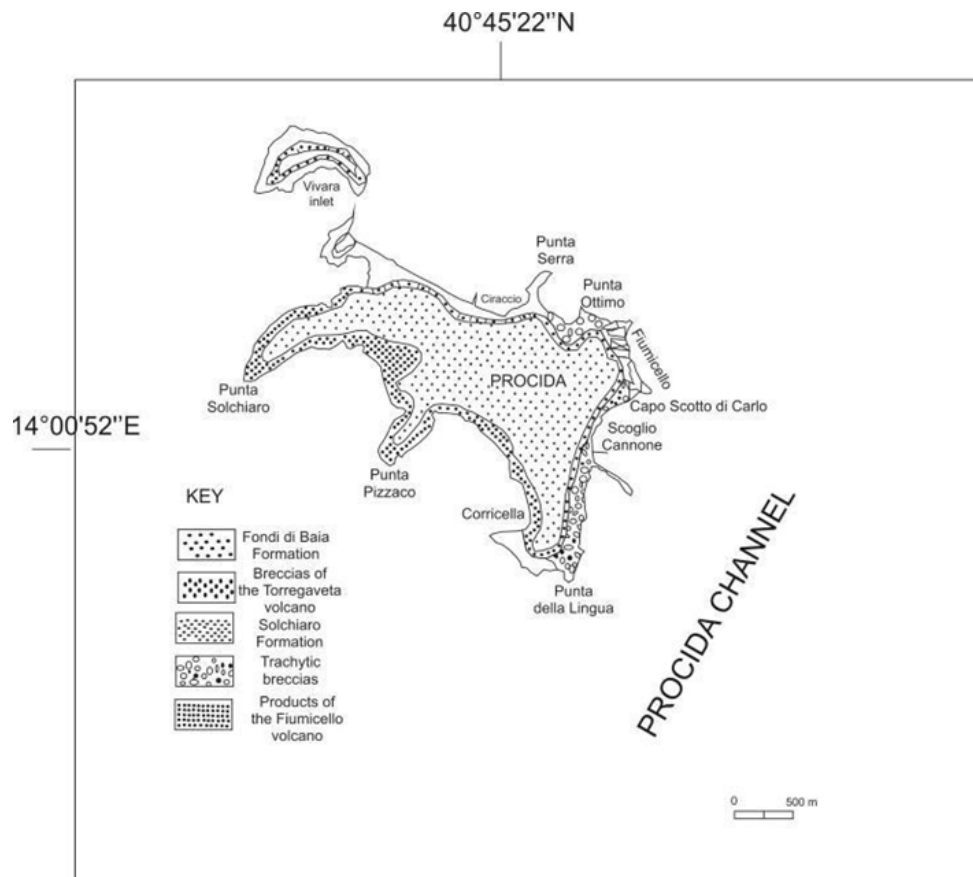 40°45'22"N
Vivara
inlet
Punta
Serra
Punta
Ottimo
Ciraccio
Fiumicello
PROCIDA
Punta
Solchiaro
Capo Scotto di Carlo
14°00'52"E
Scoglio
Cannone
Punta
Pizzaco
KEY
Corricella
Fondi di Baia
Formation
Breccias of
the Torregaveta
volcano
Punta
della Lingua
Solchiaro
Formation
Trachytic
breccias
Products of
the Fiumicello
volcano
PROCIDA CHANNEL
0 500 m